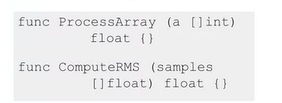 func ProcessArray (a []int)
float {}
func ComputeRMS (samples
[]float) float {}